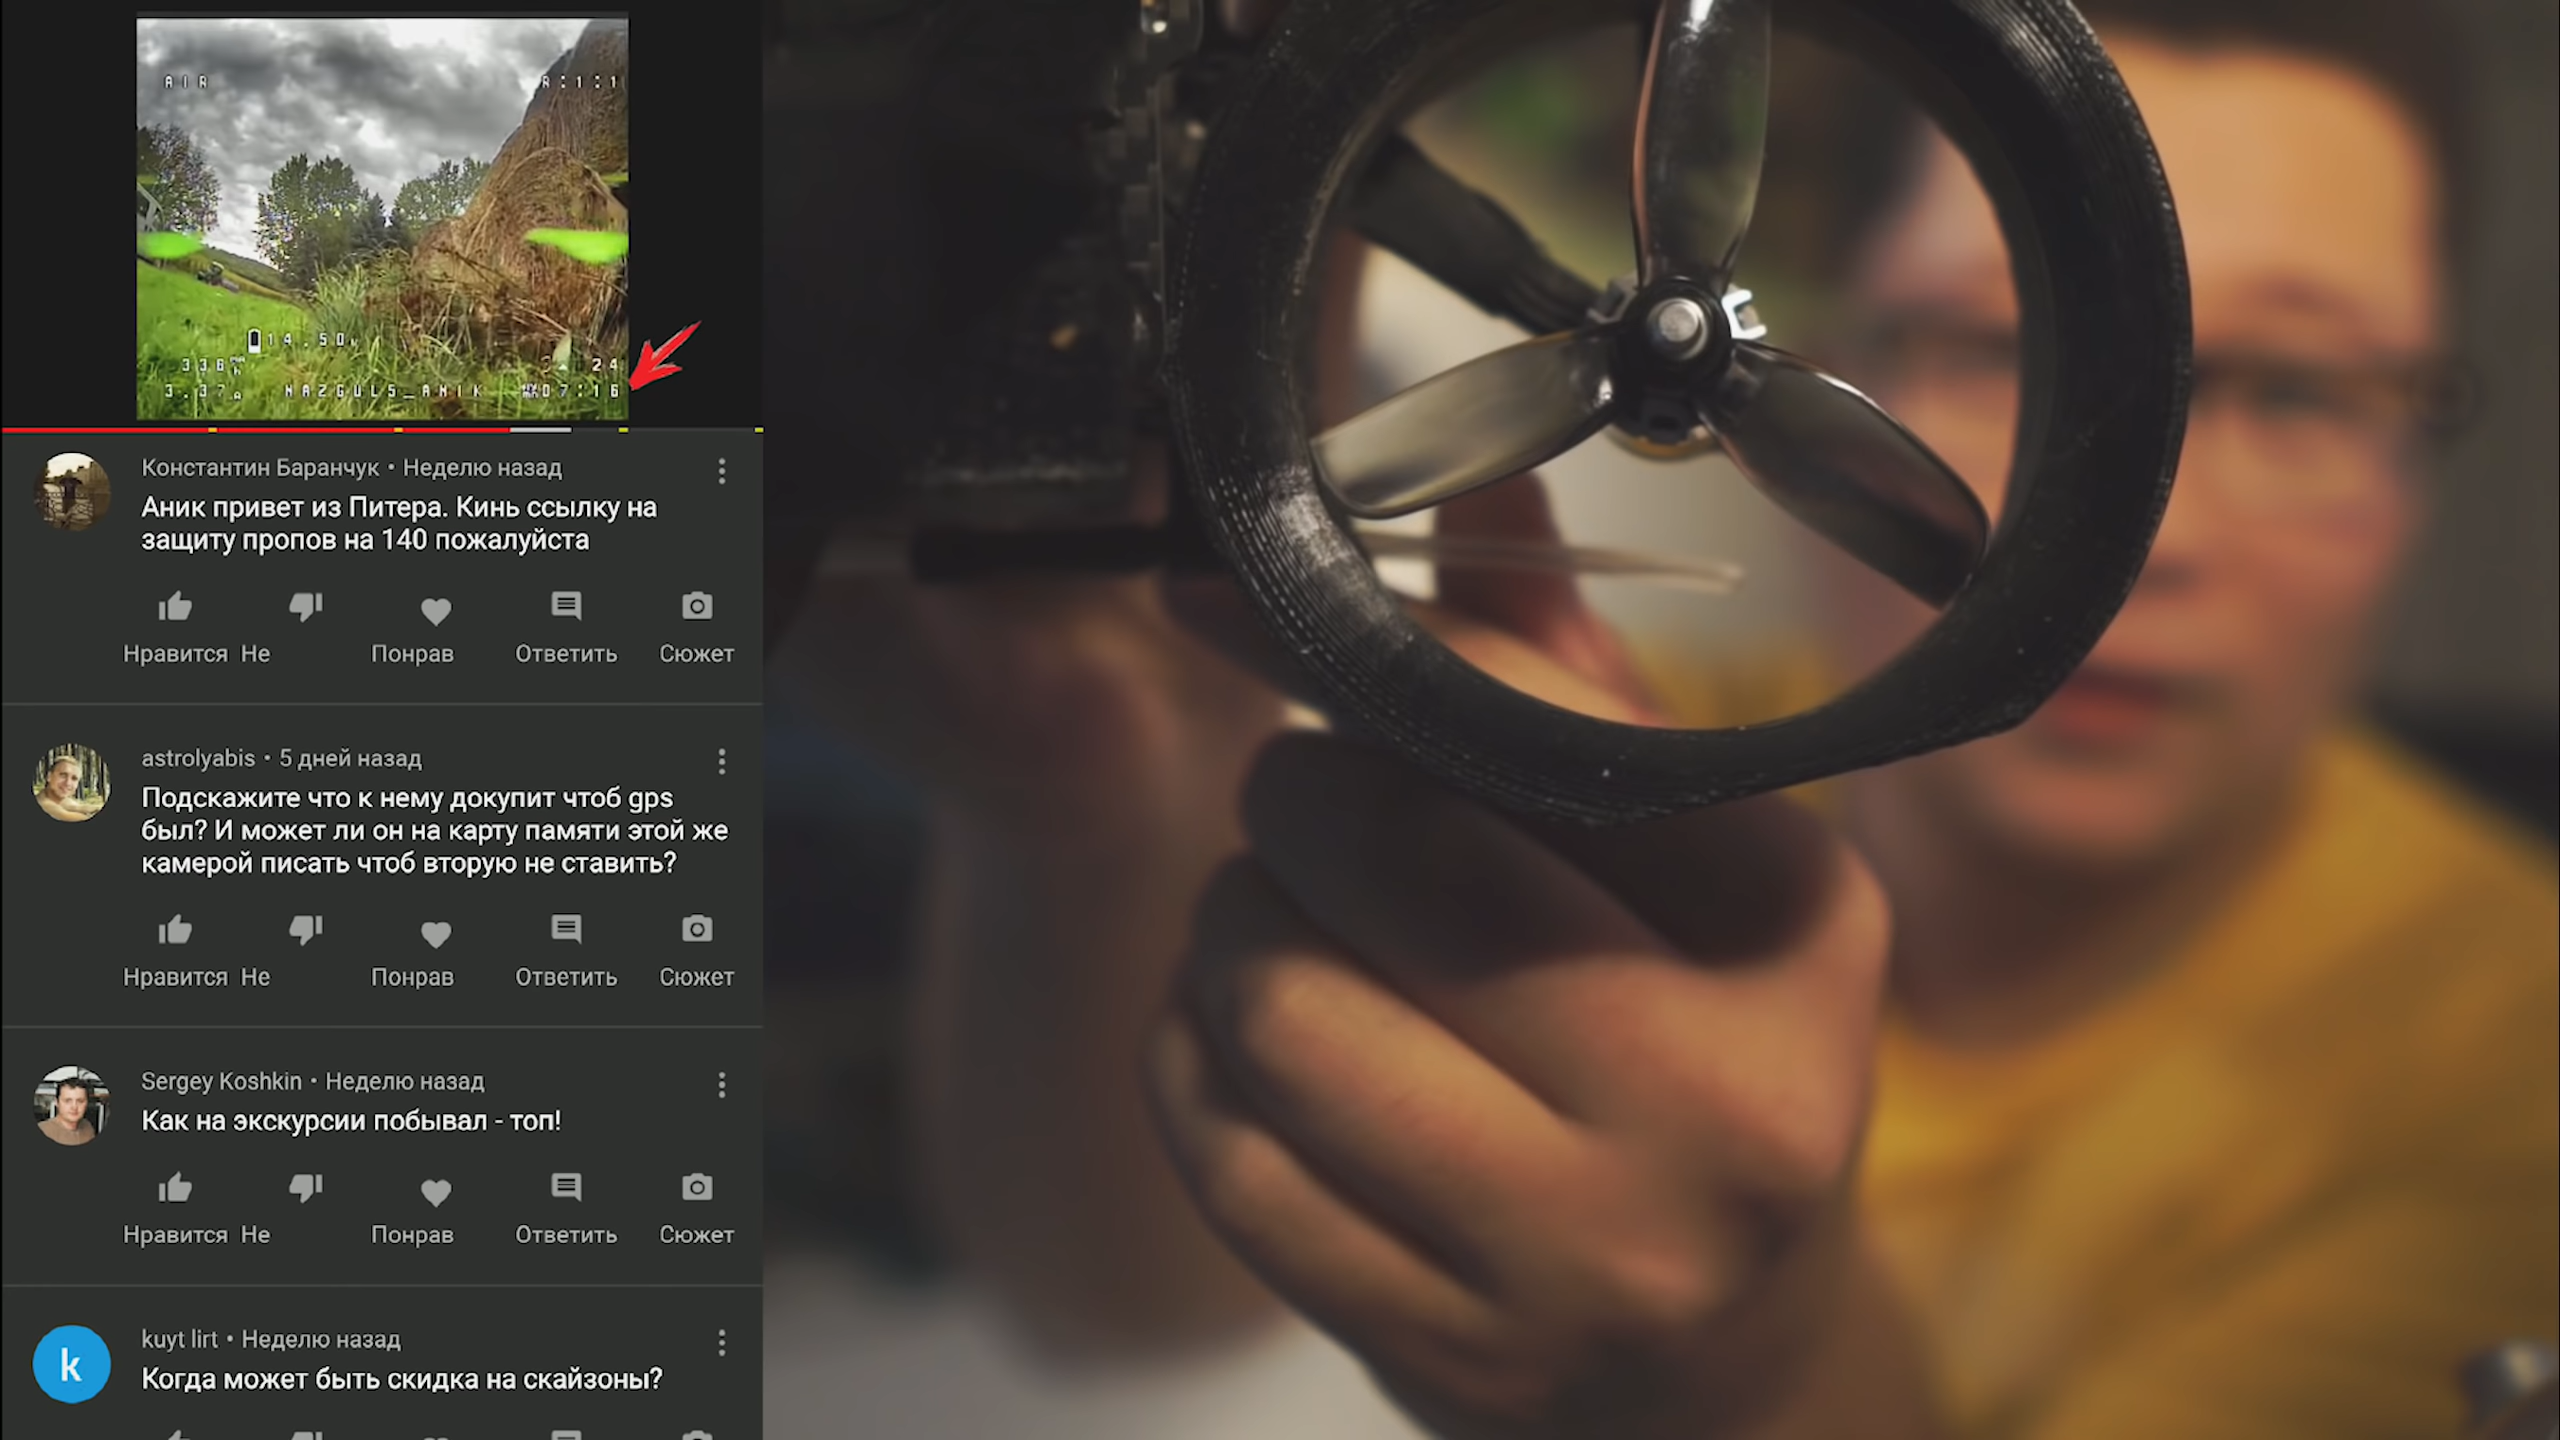 AIR
R:1:1
14.50v
336
24
3.37A
NAZGUL5_ANIK
07:16
Константин Баранчук • Неделю назад
Аник привет из Питера. Кинь ссылку на
защиту пропов на 140 пожалуйста
Нравится Не Понрав Ответить Сюжет
astrolyabis • 5 дней назад
Подскажите что к нему докупит чтоб gps
был? И может ли он на карту памяти этой же
камерой писать чтоб вторую не ставить?
Нравится Не Понрав Ответить Сюжет
Sergey Koshkin • Неделю назад
Как на экскурсии побывал - топ!
Нравится Не Понрав Ответить Сюжет
k
kuyt lirt • Неделю назад
Когда может быть скидка на скайзоны?